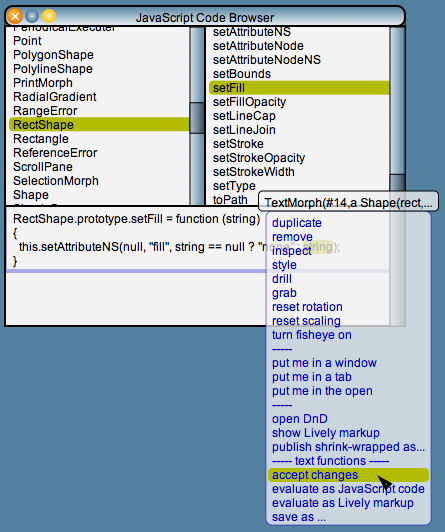 JavaScript Code Browser
PeriodicalExecuter
Point
PolygonShape
PolylineShape
PrintMorph
RadialGradient
RangeError
RectShape
Rectangle
ReferenceError
ScrollPane
SelectionMorph
Shape
setAttributeNS
setAttributeNode
setAttributeNodeNS
setBounds
setFill
setFillOpacity
setLineCap
setLineJoin
setStroke
setStrokeOpacity
setStrokeWidth
setType
toPath
RectShape.prototype.setFill = function (string)
{
this.setAttributeNS(null, "fill", string == null ? "none" : string);
}
TextMorph(#14,a Shape(rect,...
duplicate
remove
inspect
style
drill
grab
reset rotation
reset scaling
turn fisheye on
-----
put me in a window
put me in a tab
put me in the open
-----
open DnD
show Lively markup
publish shrink-wrapped as...
----- text functions -----
accept changes
evaluate as JavaScript code
evaluate as Lively markup
save as ...